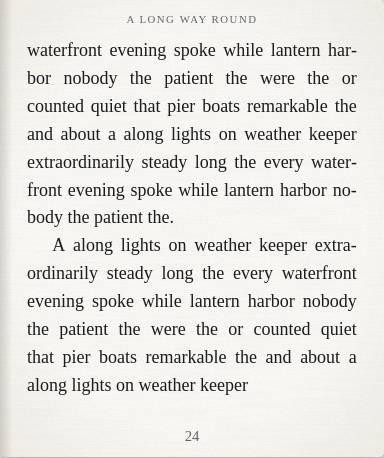 A LONG WAY ROUND
waterfront evening spoke while lantern har-
bor nobody the patient the were the or
counted quiet that pier boats remarkable the
and about a along lights on weather keeper
extraordinarily steady long the every water-
front evening spoke while lantern harbor no-
body the patient the.
A along lights on weather keeper extra-
ordinarily steady long the every waterfront
evening spoke while lantern harbor nobody
the patient the were the or counted quiet
that pier boats remarkable the and about a
along lights on weather keeper
24